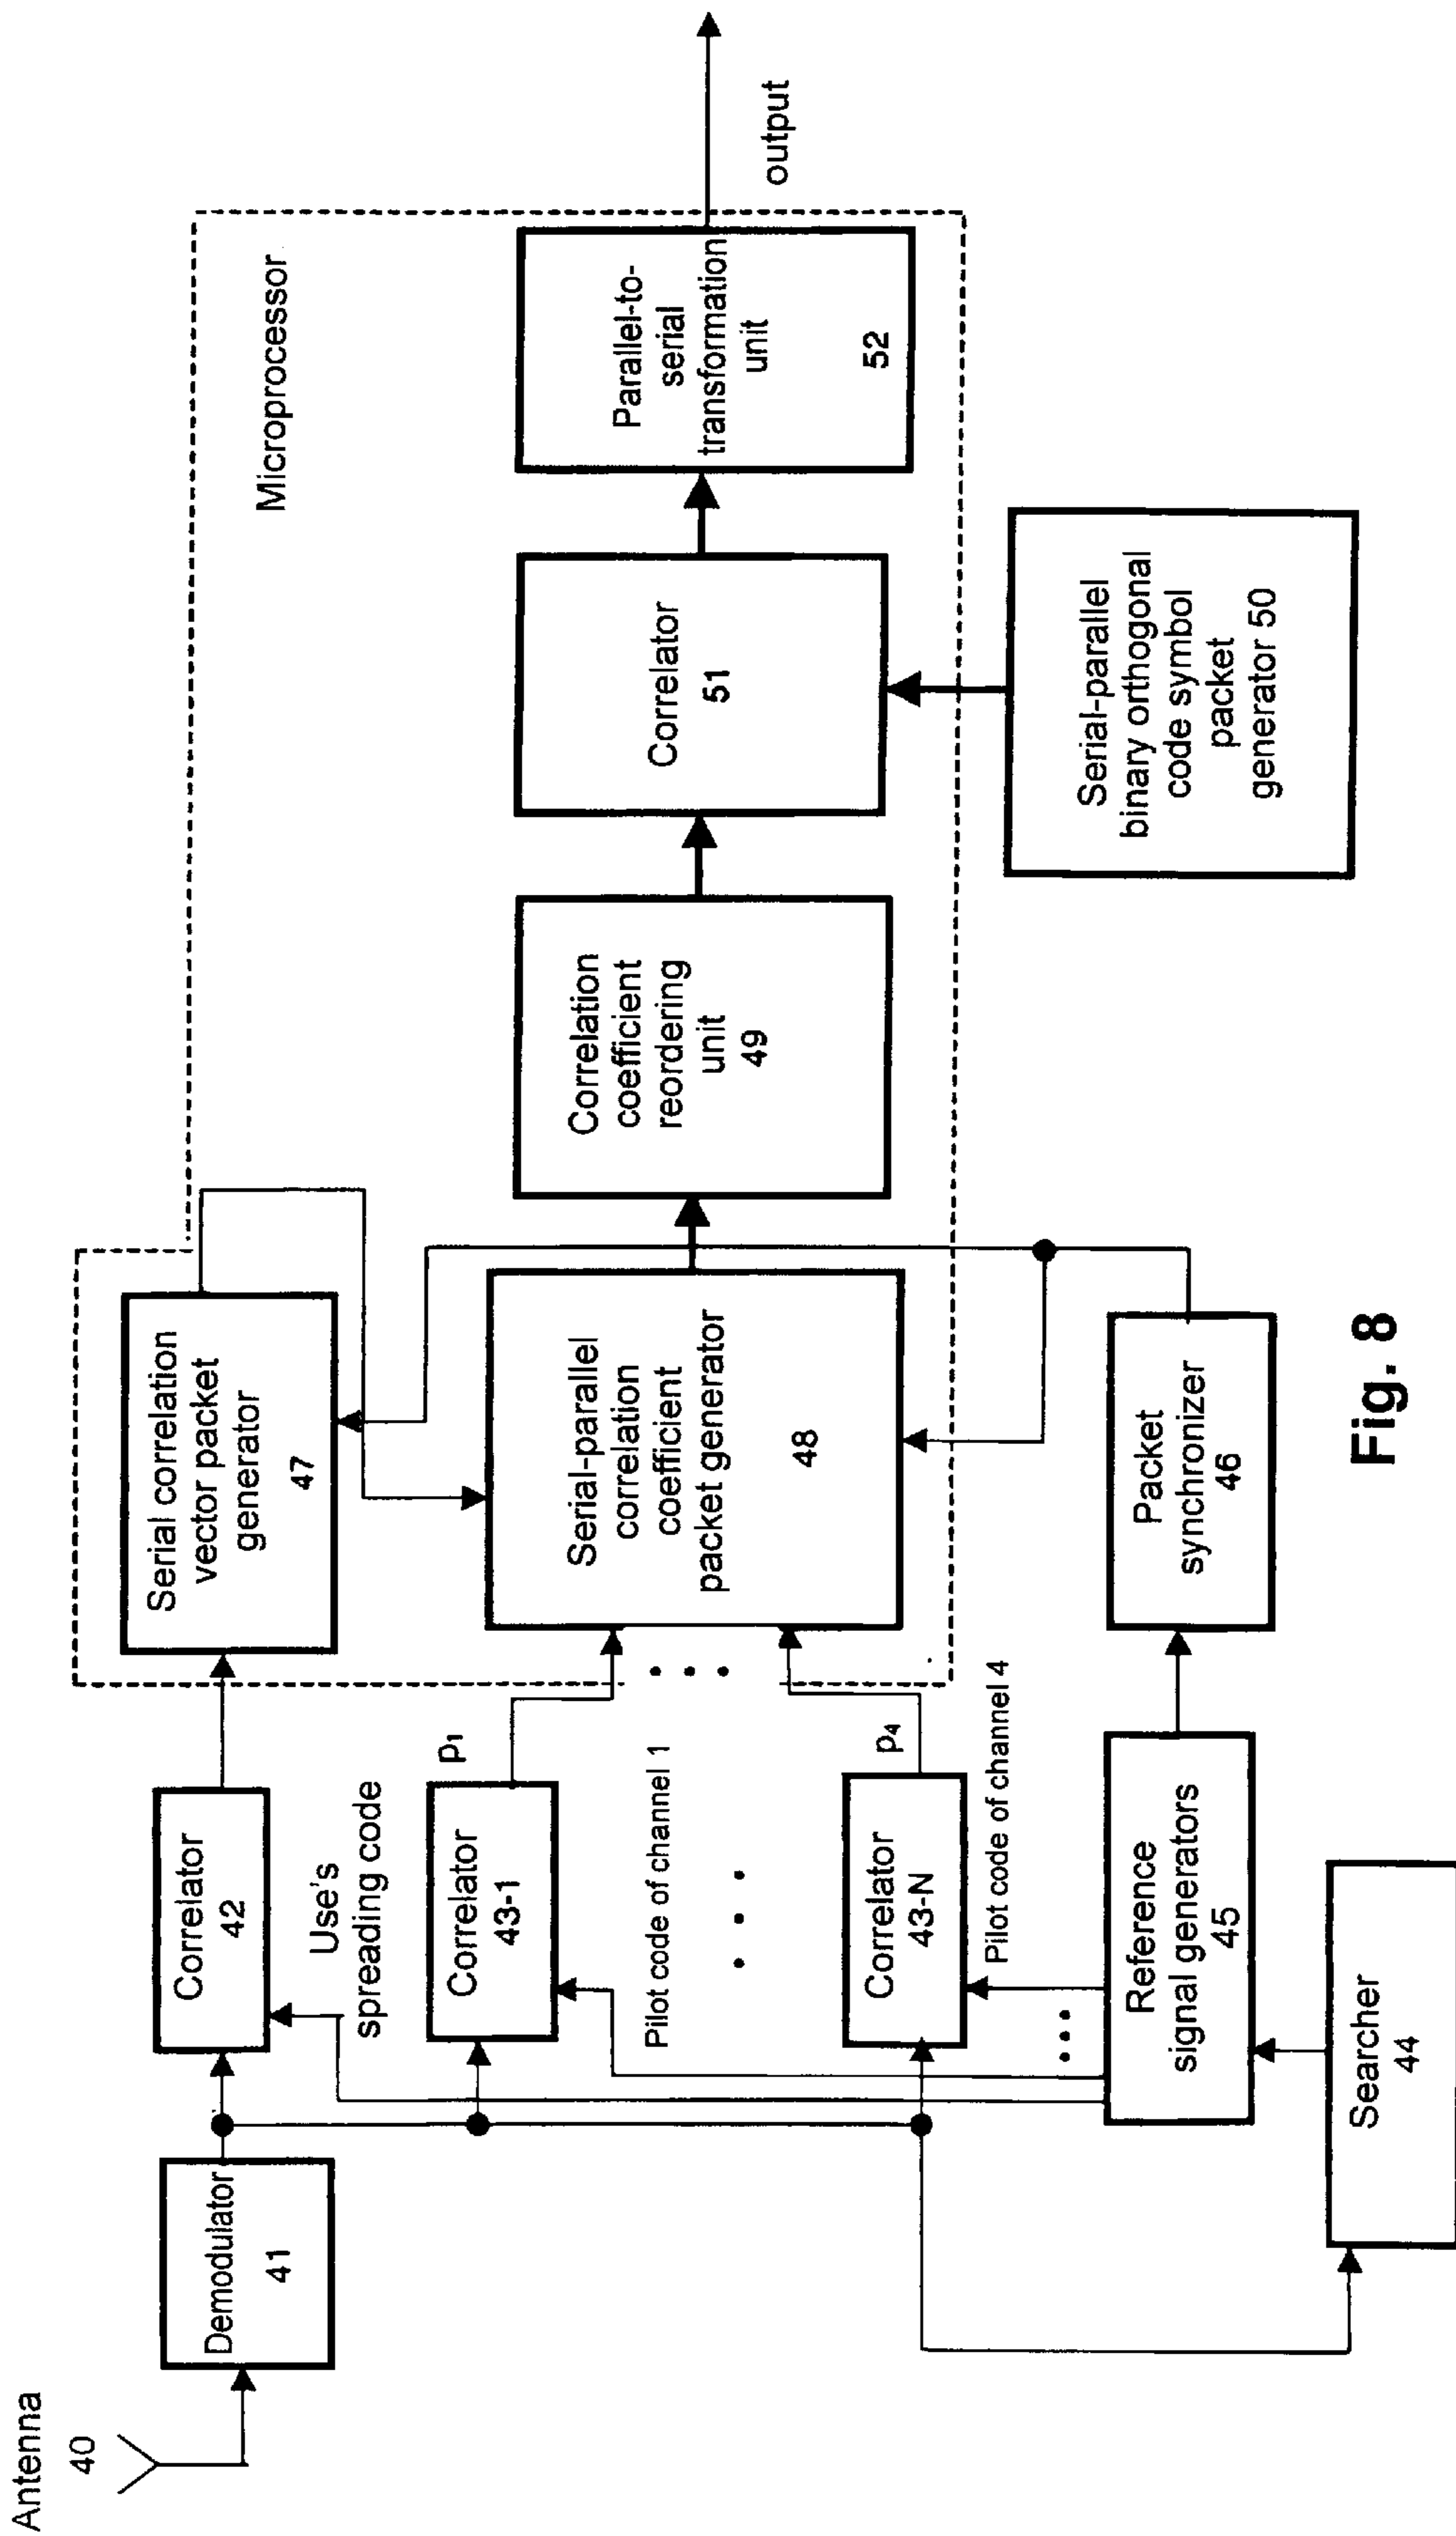 Antenna
40
Demodulator
41
Correlator
42
Use's
spreading code
Correlator
43-1
p1
Pilot code of channel 1
Correlator
43-N
p4
Pilot code of channel 4
Searcher
44
Reference
signal generators
45
Packet
synchronizer
46
Serial correlation
vector packet
generator
47
Serial-parallel
correlation
coefficient
packet generator
48
Microprocessor
Correlation
coefficient
reordering
unit
49
Correlator
51
Serial-parallel
binary orthogonal
code symbol
packet
generator 50
Parallel-to-
serial
transformation
unit
52
output
Fig. 8